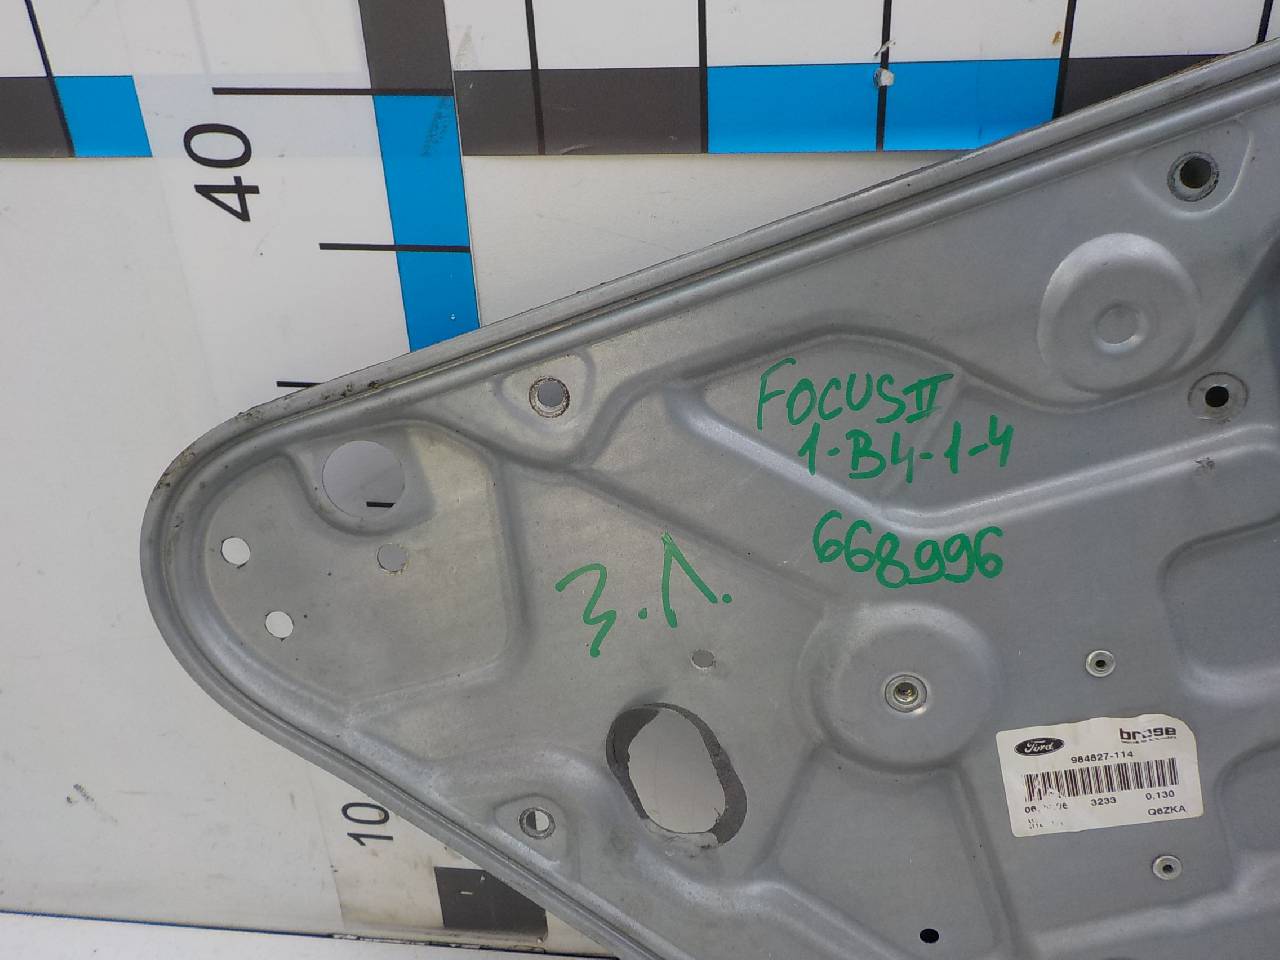 40
FOCUS II
1-B4-1-4
668996
З.Л.
10
Ford
brose
984827-114
3233 0,130
Q6ZKA